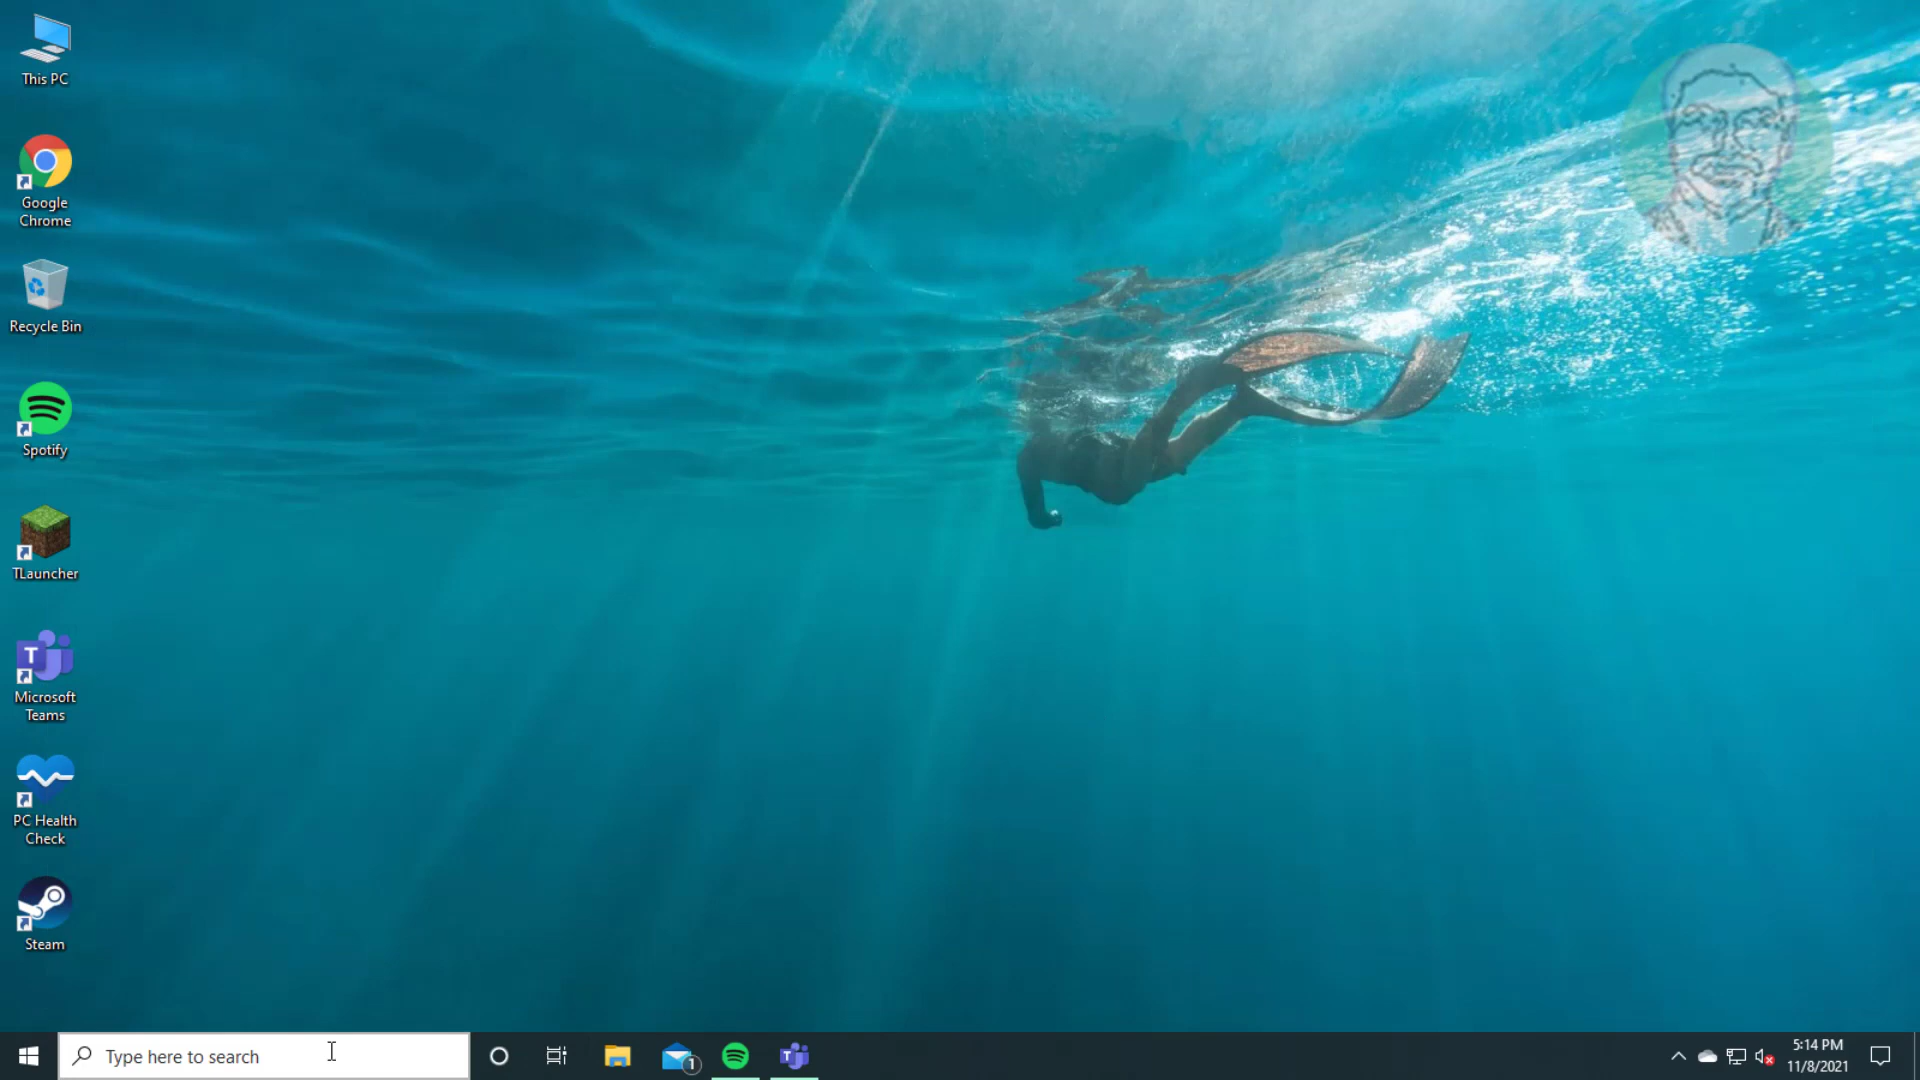 This PC
Google
Chrome
Recycle Bin
Spotify
TLauncher
T
Microsoft
Teams
PC Health
Check
Steam
Type here to search
1
T
5:14 PM
11/8/2021